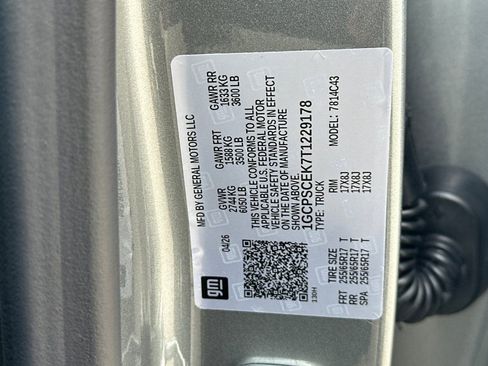 MFD BY GENERAL MOTORS LLC
04/26 GVWR GAWR FRT GAWR RR
2744 KG 1588 KG 1633 KG
6050 LB 3500 LB 3600 LB
THIS VEHICLE CONFORMS TO ALL
APPLICABLE U.S. FEDERAL MOTOR
VEHICLE SAFETY STANDARDS IN EFFECT
ON THE DATE OF MANUFACTURE
SHOWN ABOVE.
1GCPSCEK7T1229178
TYPE: TRUCK MODEL: 7814C43
gm
130H
TIRE SIZE RIM
FRT 255/65R17 T 17X8J
RR 255/65R17 T 17X8J
SPA 255/65R17 T 17X8J